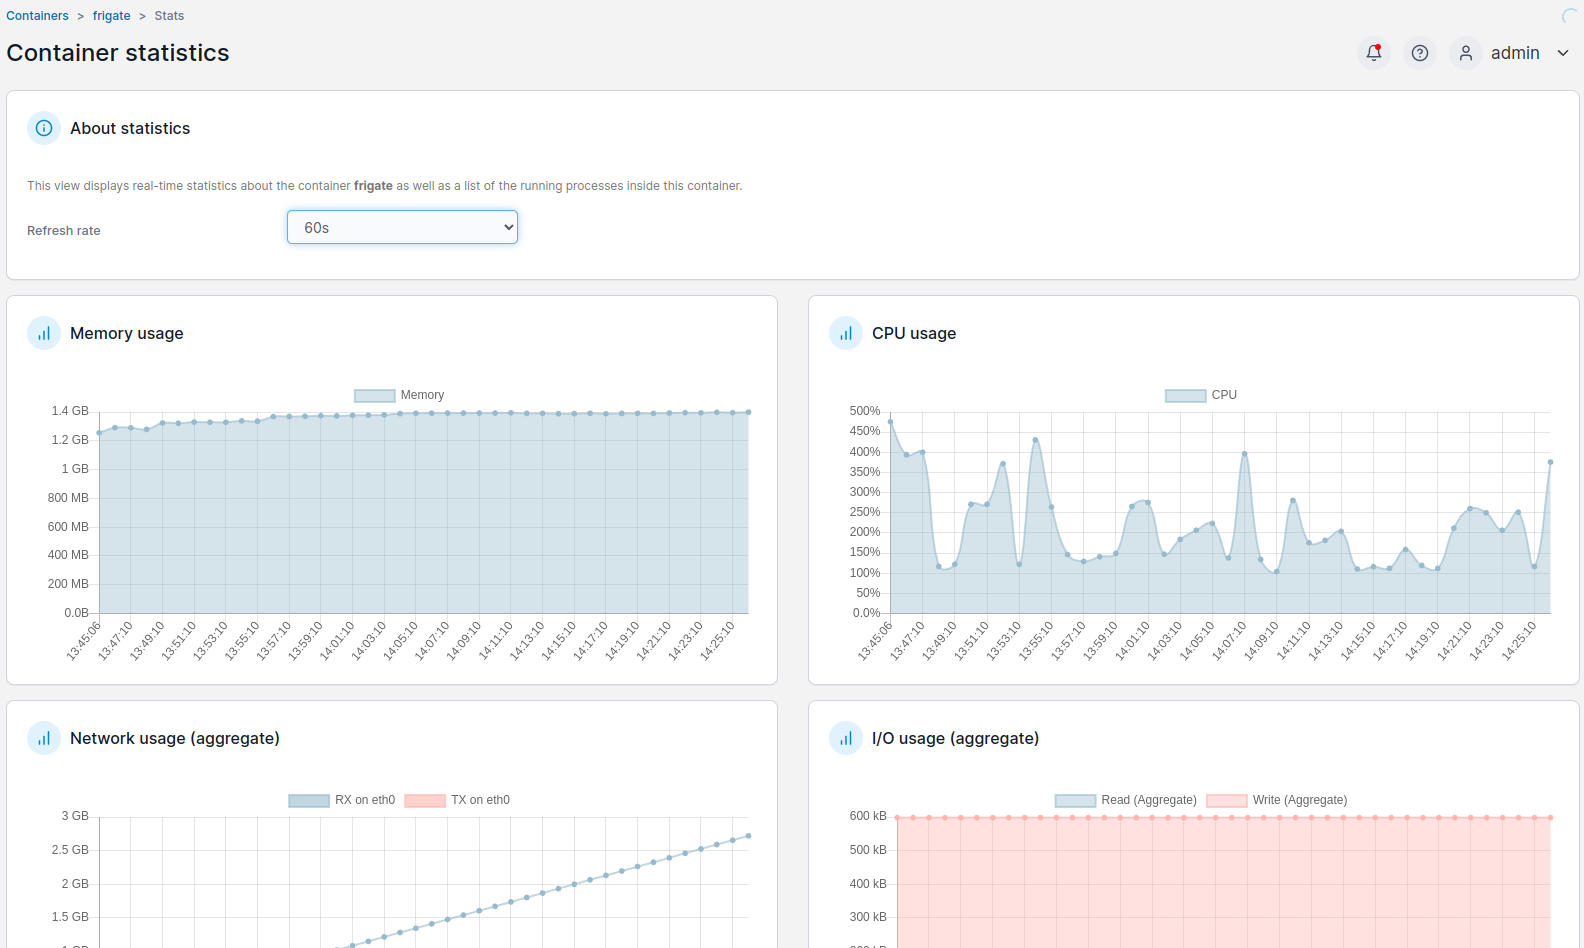 Containers > frigate > Stats
Container statistics
admin
About statistics
This view displays real-time statistics about the container frigate as well as a list of the running processes inside this container.
Refresh rate
60s
Memory usage
Memory
1.4 GB
1.2 GB
1 GB
800 MB
600 MB
400 MB
200 MB
0.0B
13:45:06 13:47:10 13:49:10 13:51:10 13:53:10 13:55:10 13:57:10 13:59:10 14:01:10 14:03:10 14:05:10 14:07:10 14:09:10 14:11:10 14:13:10 14:15:10 14:17:10 14:19:10 14:21:10 14:23:10 14:25:10
CPU usage
CPU
500%
450%
400%
350%
300%
250%
200%
150%
100%
50%
0.0%
13:45:06 13:47:10 13:49:10 13:51:10 13:53:10 13:55:10 13:57:10 13:59:10 14:01:10 14:03:10 14:05:10 14:07:10 14:09:10 14:11:10 14:13:10 14:15:10 14:17:10 14:19:10 14:21:10 14:23:10 14:25:10
Network usage (aggregate)
RX on eth0 TX on eth0
3 GB
2.5 GB
2 GB
1.5 GB
I/O usage (aggregate)
Read (Aggregate) Write (Aggregate)
600 kB
500 kB
400 kB
300 kB